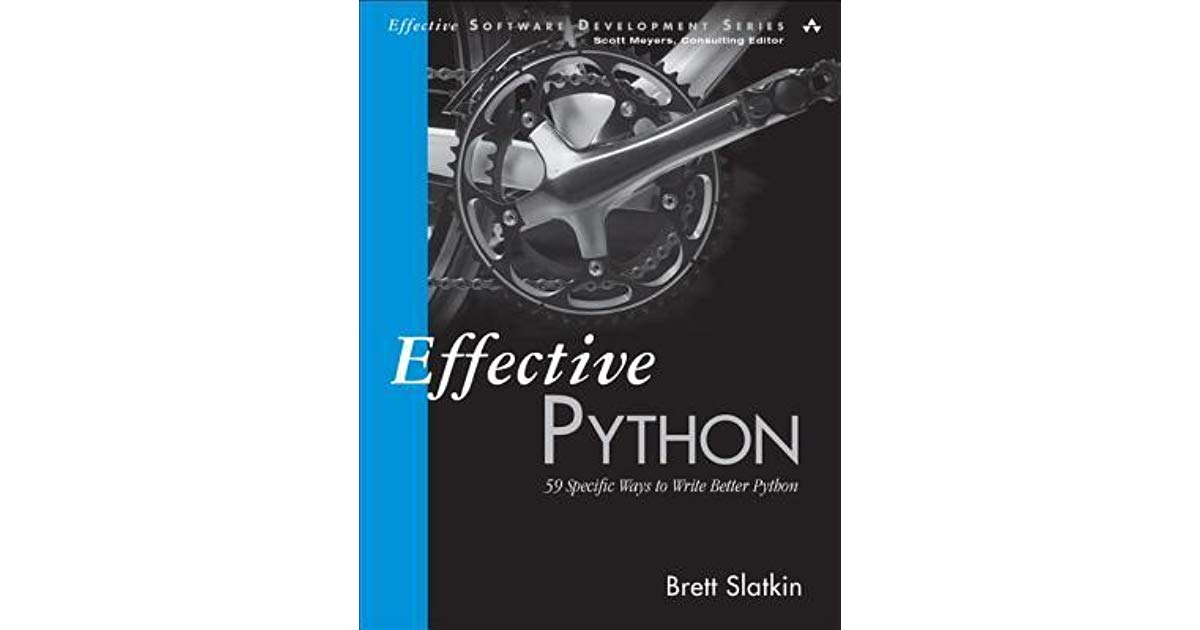 Effective SOFTWARE DEVELOPMENT SERIES
Scott Meyers, Consulting Editor
Effective
PYTHON
59 Specific Ways to Write Better Python
Brett Slatkin